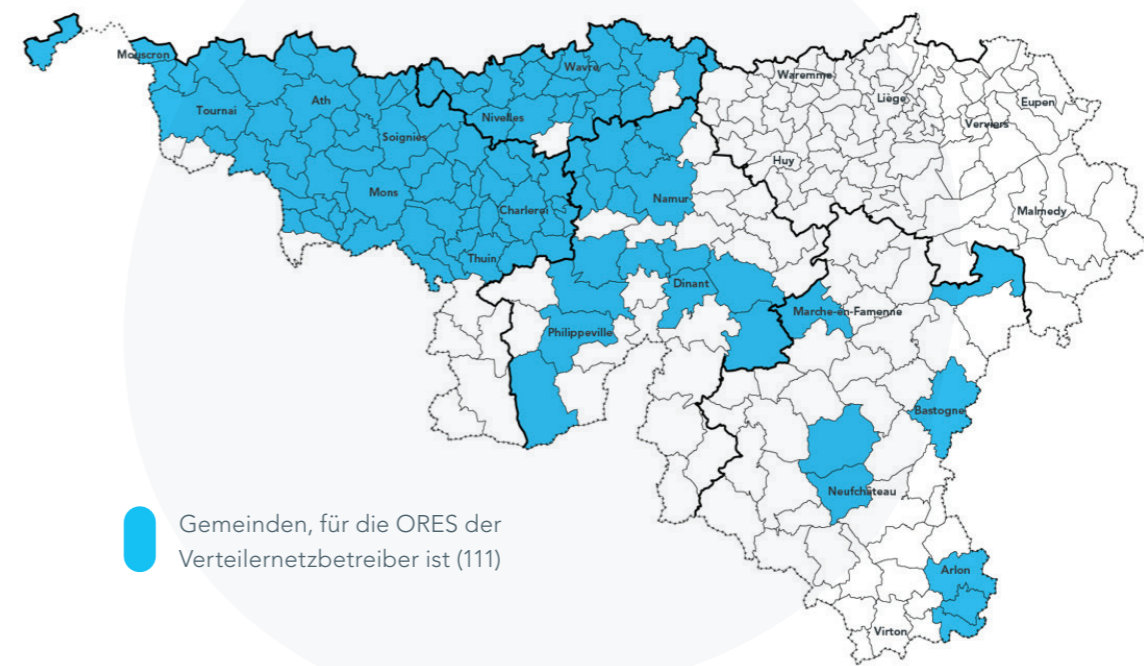 Mouscron
Wavre
Waremme
Liège
Eupen
Tournai
Ath
Nivelles
Verviers
Soignies
Huy
Mons
Namur
Charleroi
Malmedy
Thuin
Dinant
Marche-en-Famenne
Philippeville
Bastogne
Neufchâteau
Arlon
Virton
Gemeinden, für die ORES der
Verteilernetzbetreiber ist (111)